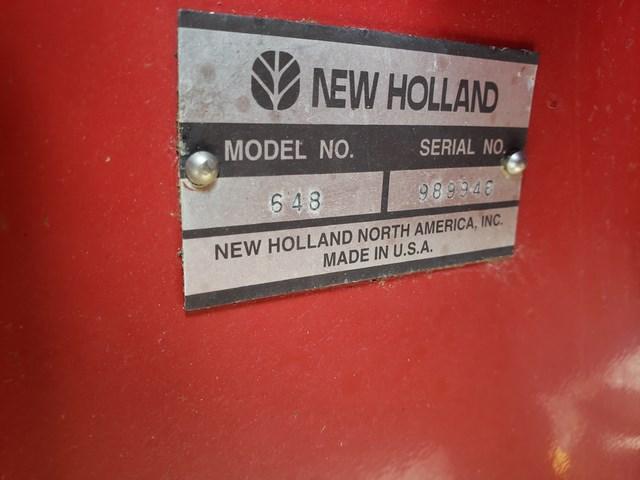 NEW HOLLAND
MODEL NO. SERIAL NO.
648 989946
NEW HOLLAND NORTH AMERICA, INC.
MADE IN U.S.A.